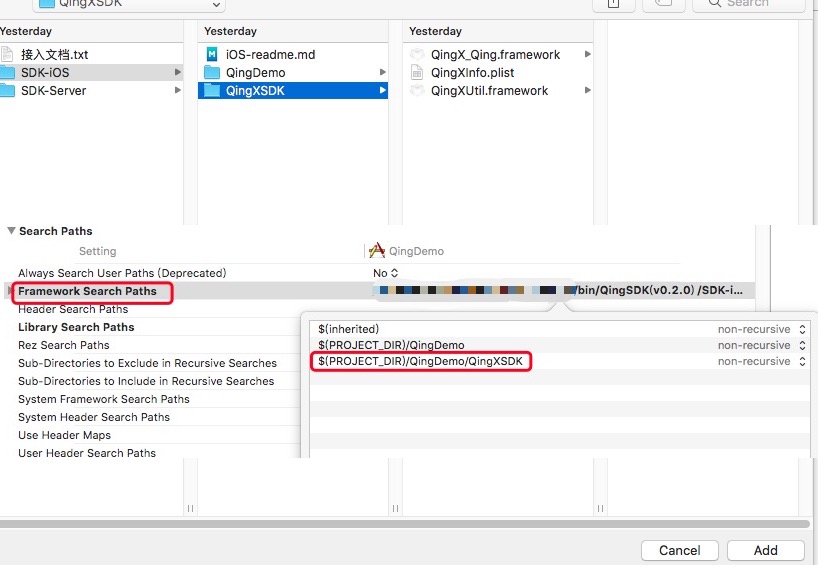 QingXSDK
Search
Yesterday
Yesterday
Yesterday
接入文档.txt
iOS-readme.md
QingX_Qing.framework
SDK-iOS
QingDemo
QingXInfo.plist
SDK-Server
QingXSDK
QingXUtil.framework
Search Paths
Setting
QingDemo
Always Search User Paths (Deprecated)
No
Framework Search Paths
/bin/QingSDK(v0.2.0) /SDK-i...
Header Search Paths
Library Search Paths
Rez Search Paths
Sub-Directories to Exclude in Recursive Searches
Sub-Directories to Include in Recursive Searches
System Framework Search Paths
System Header Search Paths
Use Header Maps
User Header Search Paths
$(inherited) non-recursive
$(PROJECT_DIR)/QingDemo non-recursive
$(PROJECT_DIR)/QingDemo/QingXSDK non-recursive
Cancel
Add